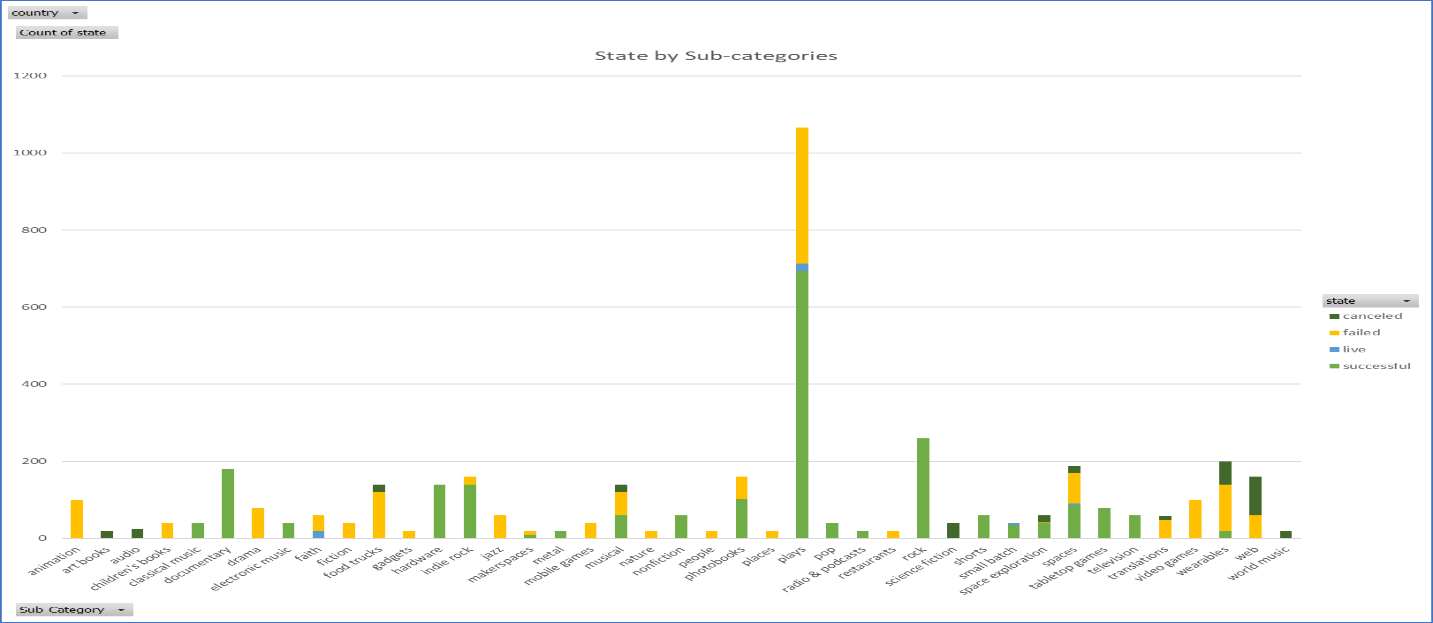 country
Count of state
State by Sub-categories
1200
1000
800
600
400
200
0
animation
art books
audio
children's books
classical music
documentary
drama
electronic music
faith
fiction
food trucks
gadgets
hardware
indie rock
jazz
makerspaces
metal
mobile games
musical
nature
nonfiction
people
photobooks
places
plays
pop
radio & podcasts
restaurants
rock
science fiction
shorts
small batch
space exploration
spaces
tabletop games
television
translations
video games
wearables
web
world music
state
canceled
failed
live
successful
Sub Category